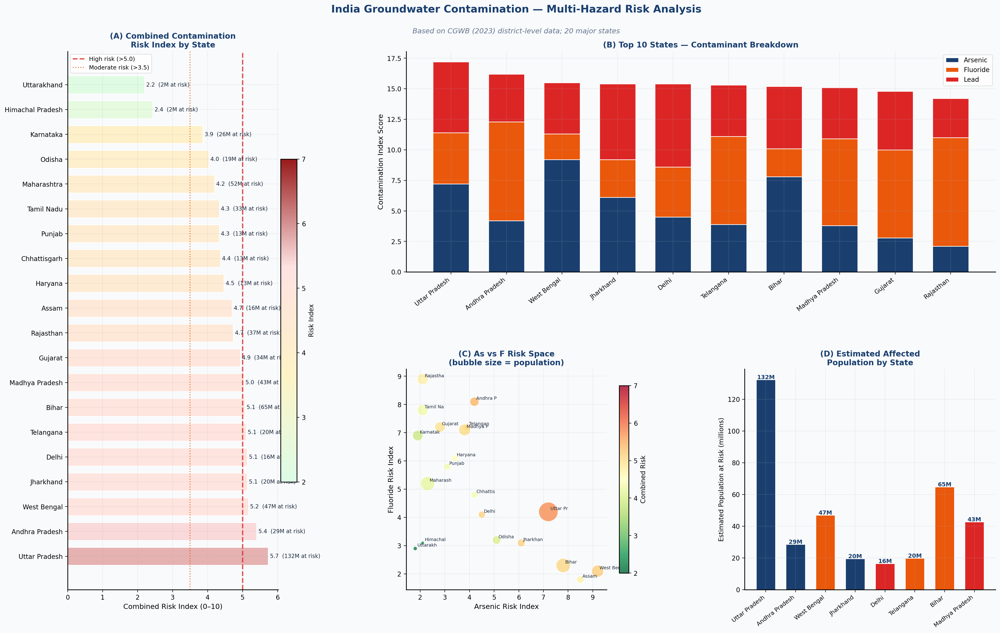 India Groundwater Contamination — Multi-Hazard Risk Analysis
Based on CGWB (2023) district-level data; 20 major states
(A) Combined Contamination
Risk Index by State
High risk (>5.0)
Moderate risk (>3.5)
Uttarakhand 2.2 (2M at risk)
Himachal Pradesh 2.4 (2M at risk)
Karnataka 3.9 (26M at risk)
Odisha 4.0 (19M at risk)
Maharashtra 4.2 (52M at risk)
Tamil Nadu 4.3 (33M at risk)
Punjab 4.3 (13M at risk)
Chhattisgarh 4.4 (13M at risk)
Haryana 4.5 (13M at risk)
Assam 4.7 (16M at risk)
Rajasthan 4.7 (37M at risk
Gujarat 4.9 (34M at ri
Madhya Pradesh 5.0 (43M at
Bihar 5.1 (65M at
Telangana 5.1 (20M at
Delhi 5.1 (16M at
Jharkhand 5.1 (20M at risk)
West Bengal 5.2 (47M at risk)
Andhra Pradesh 5.4 (29M at risk)
Uttar Pradesh 5.7 (132M at risk)
0 1 2 3 4 5 6
Combined Risk Index (0–10)
7
6
5
4
3
2
Risk Index
(B) Top 10 States — Contaminant Breakdown
Arsenic
Fluoride
Lead
Contamination Index Score
17.5
15.0
12.5
10.0
7.5
5.0
2.5
0.0
Uttar Pradesh
Andhra Pradesh
West Bengal
Jharkhand
Delhi
Telangana
Bihar
Madhya Pradesh
Gujarat
Rajasthan
(C) As vs F Risk Space
(bubble size = population)
Fluoride Risk Index
9
8
7
6
5
4
3
2
Rajastha
Andhra P
Tamil Na
Gujarat
Telangan
Madhya P
Karnatak
Haryana
Punjab
Maharash
Chhattis
Uttar Pr
Delhi
Odisha
Jharkhan
Himachal
Uttarakh
Bihar
West Ben
Assam
2 3 4 5 6 7 8 9
Arsenic Risk Index
7
6
5
4
3
2
Combined Risk
(D) Estimated Affected
Population by State
Estimated Population at Risk (millions)
120
100
80
60
40
20
0
132M
29M
47M
20M
16M
20M
65M
43M
Uttar Pradesh
Andhra Pradesh
West Bengal
Jharkhand
Delhi
Telangana
Bihar
Madhya Pradesh